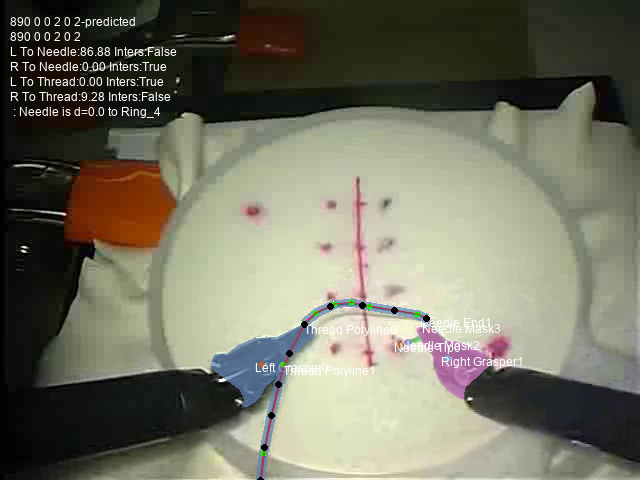 890 0 0 2 0 2-predicted
890 0 0 2 0 2
L To Needle:86.88 Inters:False
R To Needle:0.00 Inters:True
L To Thread:0.00 Inters:True
R To Thread:9.28 Inters:False
: Needle is d=0.0 to Ring_4
Needle End1
Thread Polyline0
Needle Mask3
Needle Mask2
Right Grasper1
Thread Polyline1